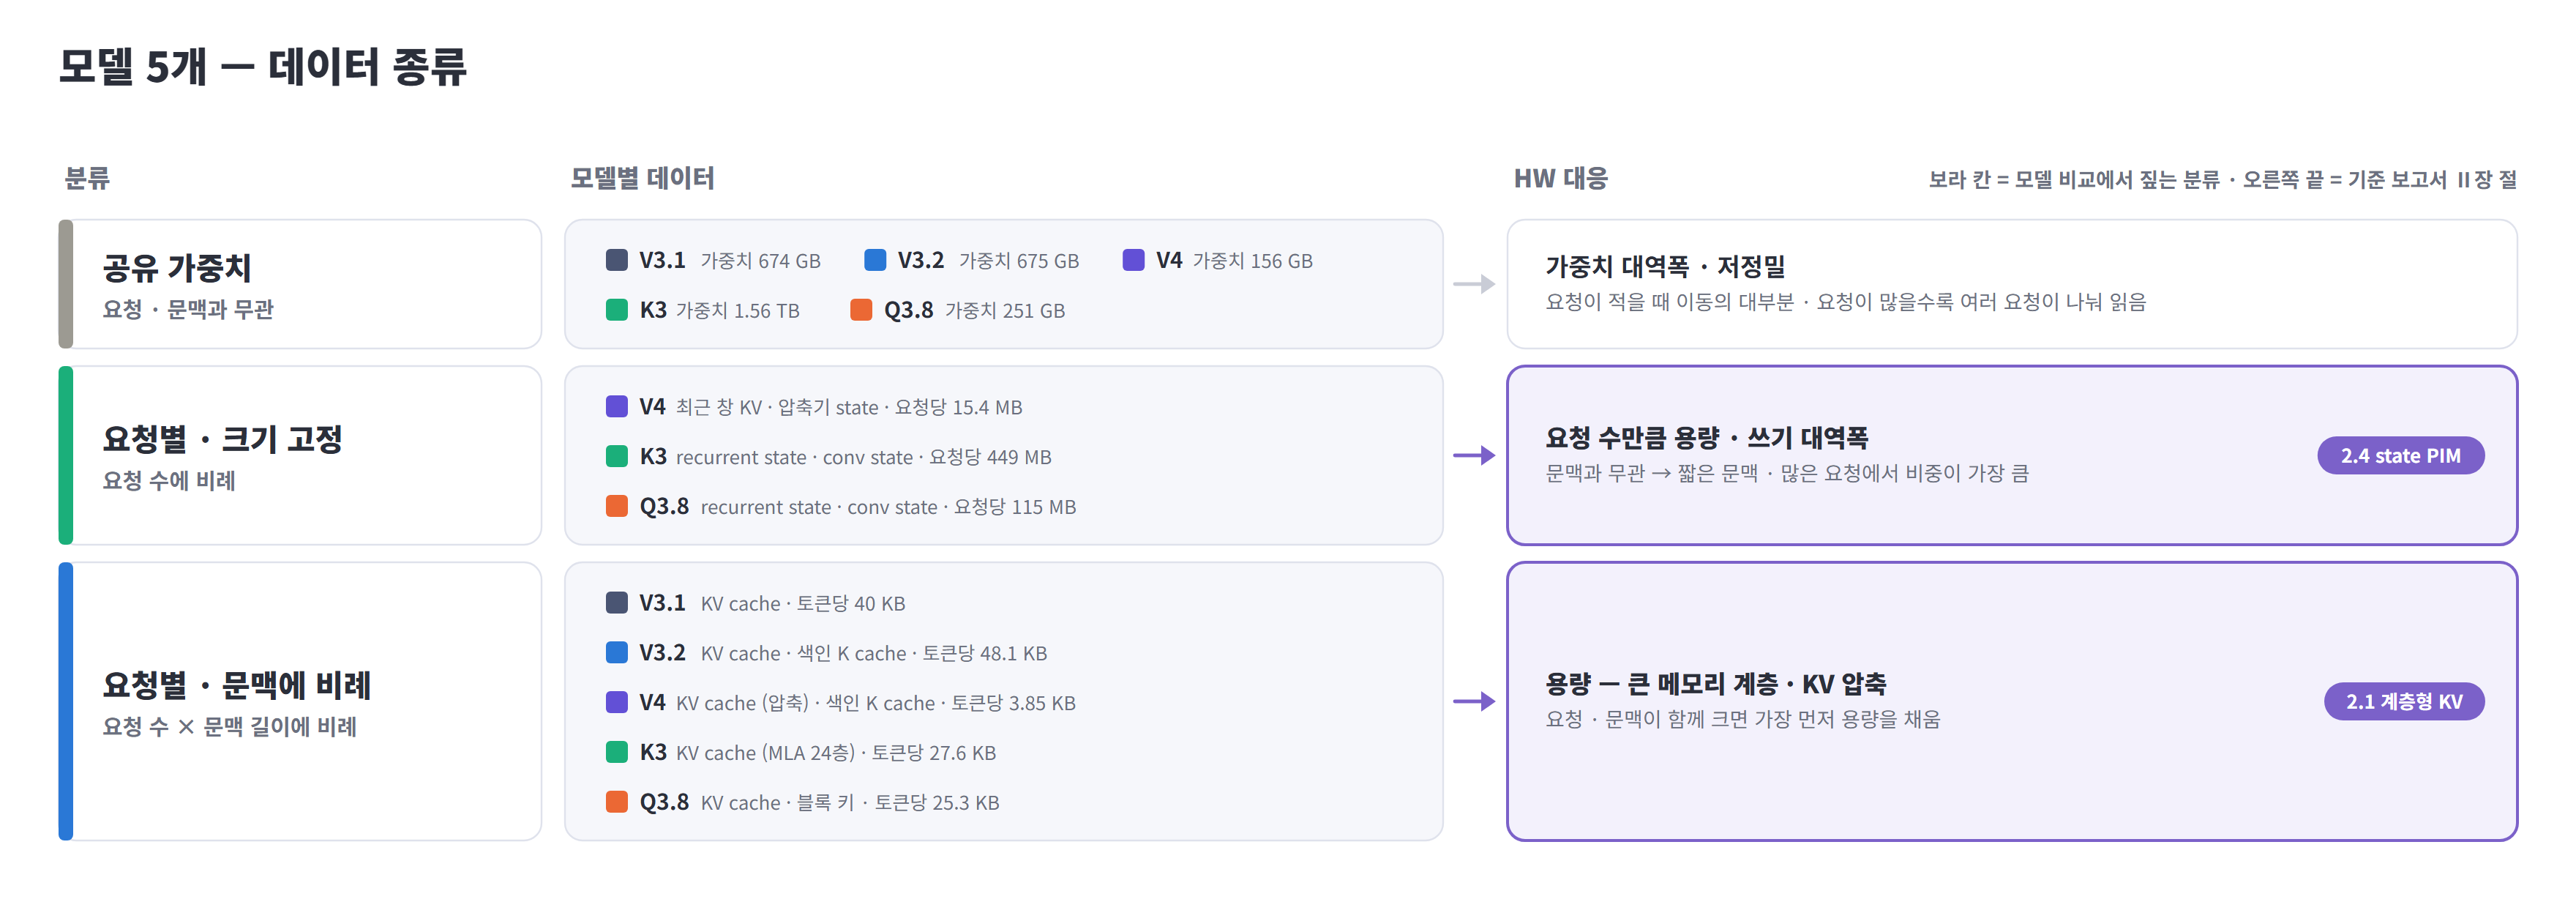 모델 5개 — 데이터 종류
분류
모델별 데이터
HW 대응
보라 칸 = 모델 비교에서 짚는 분류 · 오른쪽 끝 = 기준 보고서 II장 절
공유 가중치
요청 · 문맥과 무관
V3.1 가중치 674 GB V3.2 가중치 675 GB V4 가중치 156 GB
K3 가중치 1.56 TB Q3.8 가중치 251 GB
가중치 대역폭 · 저정밀
요청이 적을 때 이동의 대부분 · 요청이 많을수록 여러 요청이 나눠 읽음
요청별 · 크기 고정
요청 수에 비례
V4 최근 창 KV · 압축기 state · 요청당 15.4 MB
K3 recurrent state · conv state · 요청당 449 MB
Q3.8 recurrent state · conv state · 요청당 115 MB
요청 수만큼 용량 · 쓰기 대역폭
문맥과 무관 → 짧은 문맥 · 많은 요청에서 비중이 가장 큼
2.4 state PIM
요청별 · 문맥에 비례
요청 수 × 문맥 길이에 비례
V3.1 KV cache · 토큰당 40 KB
V3.2 KV cache · 색인 K cache · 토큰당 48.1 KB
V4 KV cache (압축) · 색인 K cache · 토큰당 3.85 KB
K3 KV cache (MLA 24층) · 토큰당 27.6 KB
Q3.8 KV cache · 블록 키 · 토큰당 25.3 KB
용량 — 큰 메모리 계층 · KV 압축
요청 · 문맥이 함께 크면 가장 먼저 용량을 채움
2.1 계층형 KV